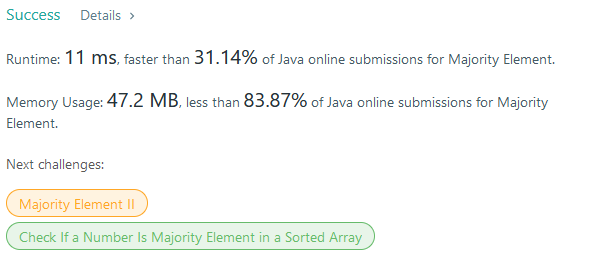 Success Details >
Runtime: 11 ms, faster than 31.14% of Java online submissions for Majority Element.
Memory Usage: 47.2 MB, less than 83.87% of Java online submissions for Majority
Element.
Next challenges:
Majority Element II
Check If a Number Is Majority Element in a Sorted Array